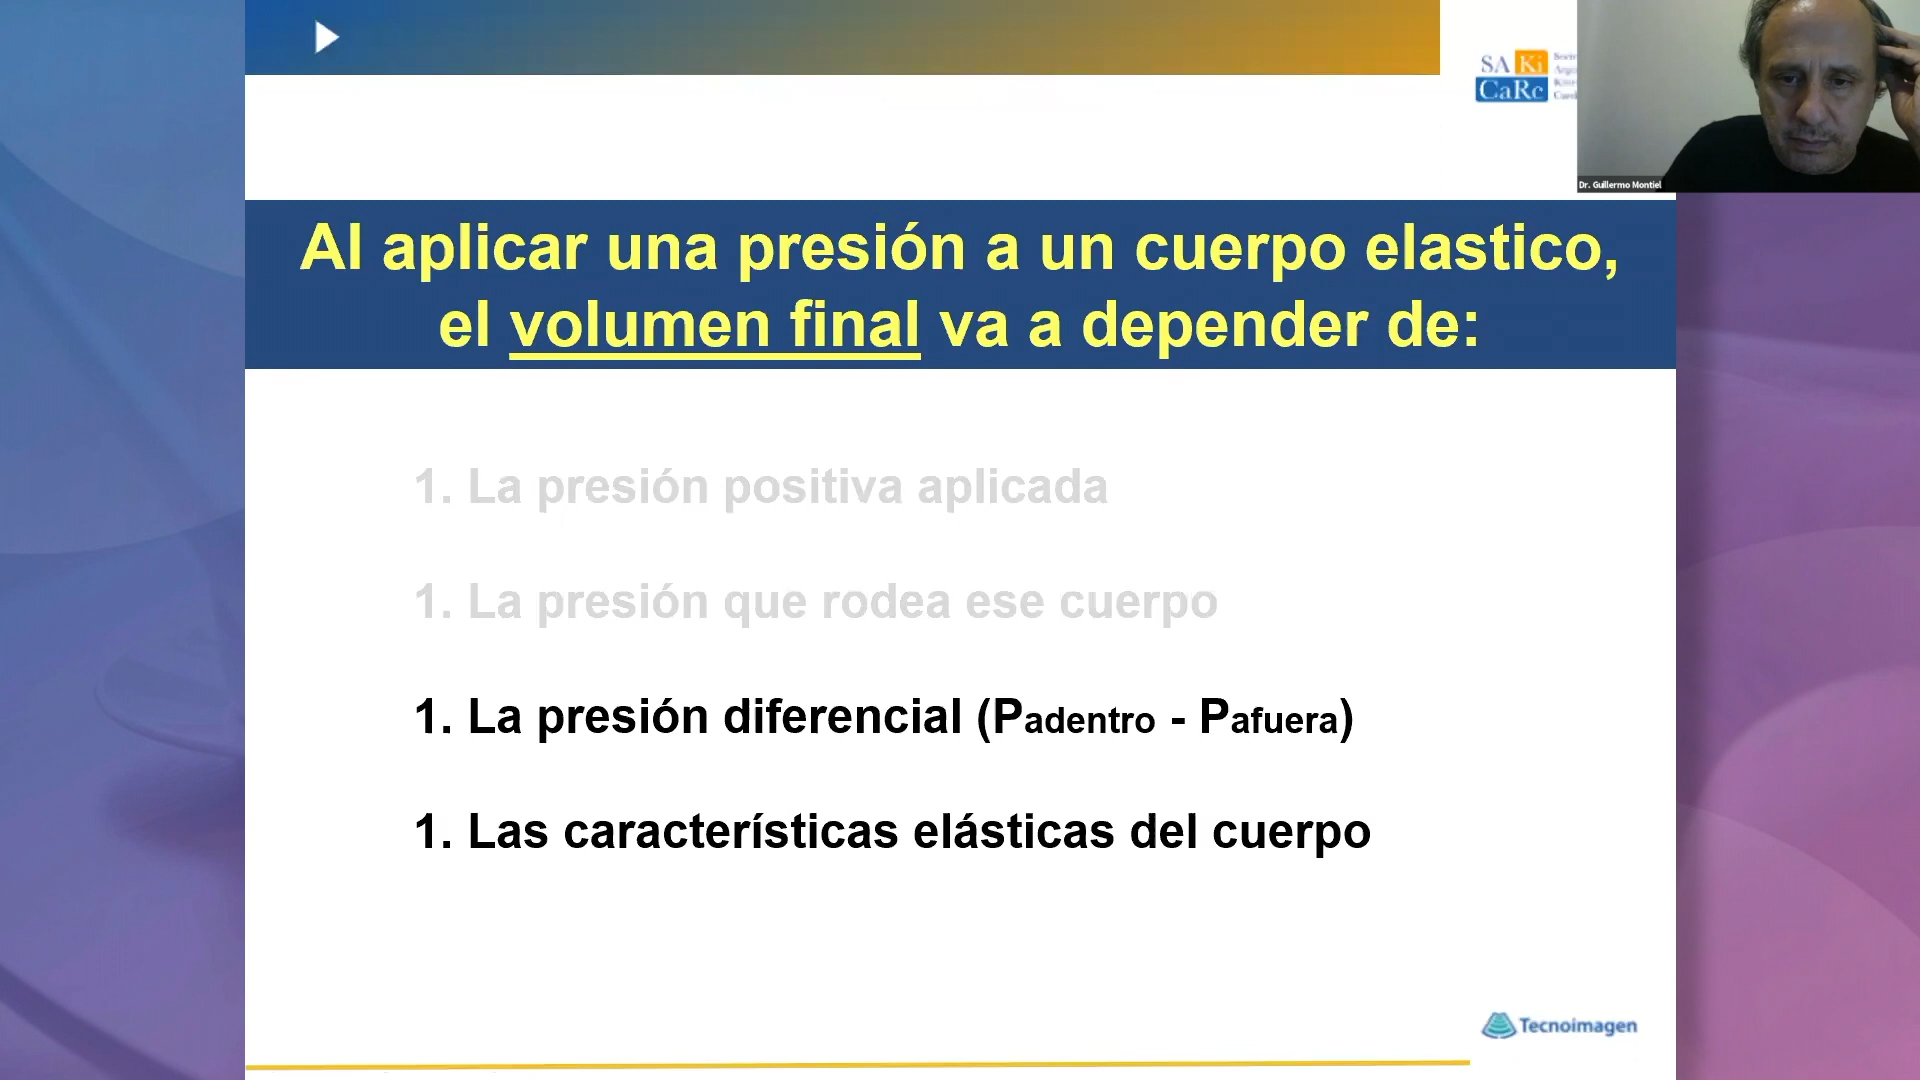 SA Ki
CaRe
Dr. Guillermo Montiel
Al aplicar una presión a un cuerpo elastico,
el volumen final va a depender de:
1. La presión positiva aplicada
1. La presión que rodea ese cuerpo
1. La presión diferencial (Padentro - Pafuera)
1. Las características elásticas del cuerpo
Tecnoimagen